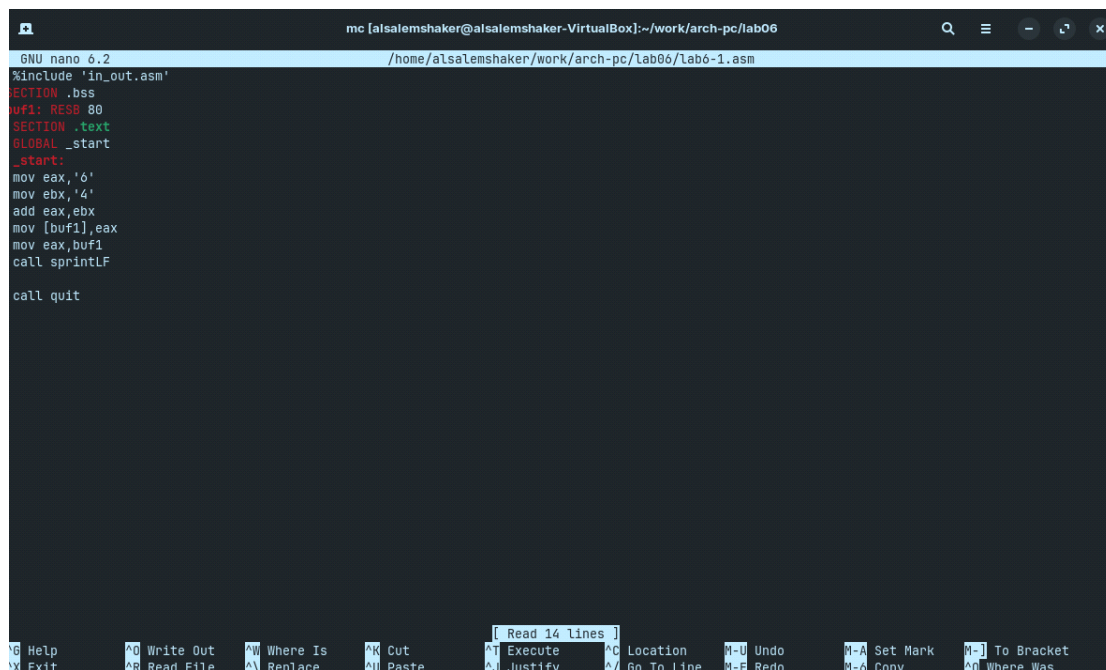 mc [alsalemshaker@alsalemshaker-VirtualBox]:~/work/arch-pc/lab06
GNU nano 6.2 /home/alsalemshaker/work/arch-pc/lab06/lab6-1.asm
%include 'in_out.asm'
SECTION .bss
buf1: RESB 80
SECTION .text
GLOBAL _start
_start:
mov eax,'6'
mov ebx,'4'
add eax,ebx
mov [buf1],eax
mov eax,buf1
call sprintLF
call quit
[ Read 14 lines ]
^G Help ^O Write Out ^W Where Is ^K Cut ^T Execute ^C Location M-U Undo M-A Set Mark M-] To Bracket
^X Exit ^R Read File ^\ Replace ^U Paste ^J Justify ^/ Go To Line M-E Redo M-6 Copy ^Q Where Was